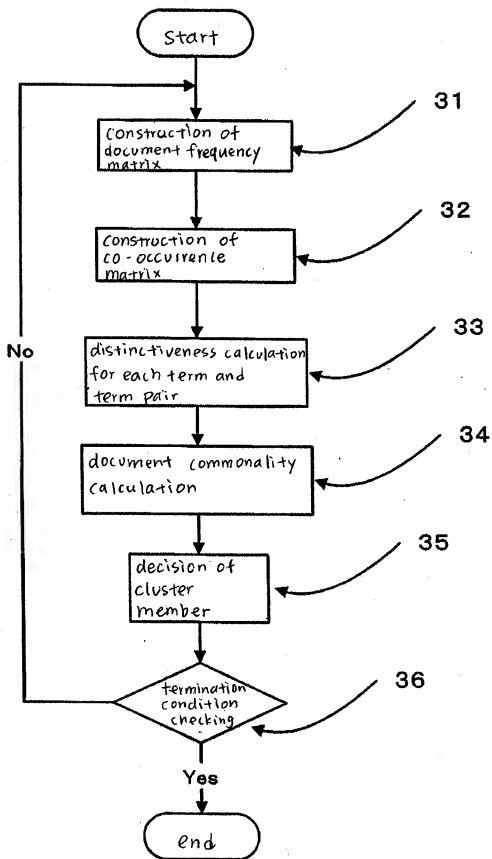 start
31
construction of
document frequency
matrix
32
construction of
co-occurrence
matrix
33
No
distinctiveness calculation
for each term and
term pair
34
document commonality
calculation
35
decision of
cluster
member
36
termination
condition
checking
Yes
end